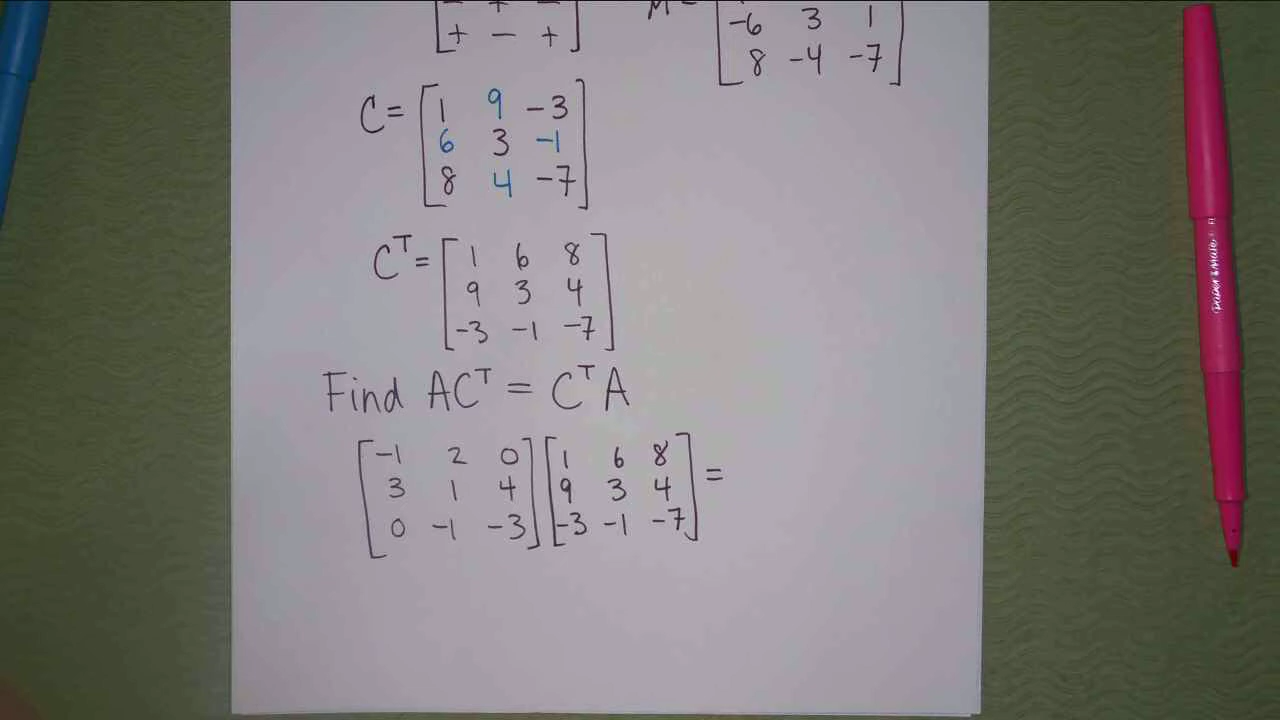 - + -
+ - +
M =
-6 3 1
8 -4 -7
C = [1 9 -3
6 3 -1
8 4 -7]
Cᵀ = [1 6 8
9 3 4
-3 -1 -7]
Find ACᵀ = CᵀA
[-1 2 0] [1 6 8] =
3 1 4 9 3 4
0 -1 -3 -3 -1 -7
PAPER MATE